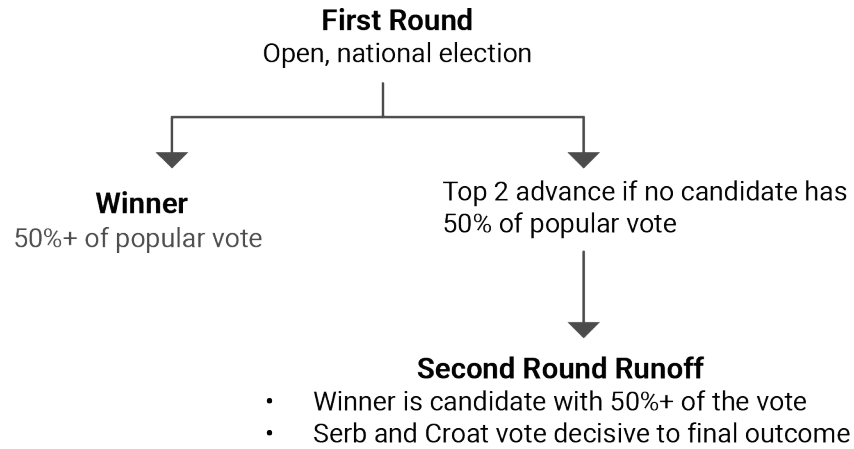 First Round
Open, national election
Winner
50%+ of popular vote
Top 2 advance if no candidate has
50% of popular vote
Second Round Runoff
• Winner is candidate with 50%+ of the vote
• Serb and Croat vote decisive to final outcome